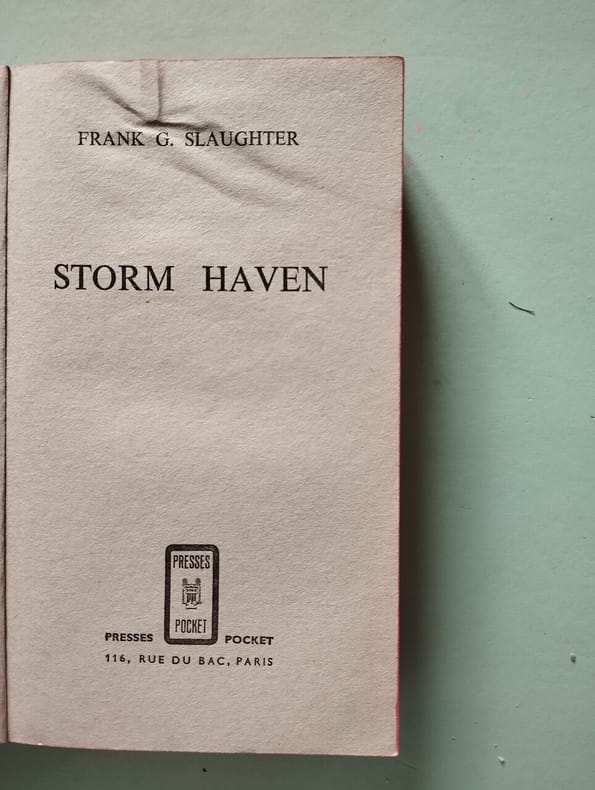 FRANK G. SLAUGHTER
STORM HAVEN
PRESSES
POCKET
PRESSES POCKET
116, RUE DU BAC, PARIS